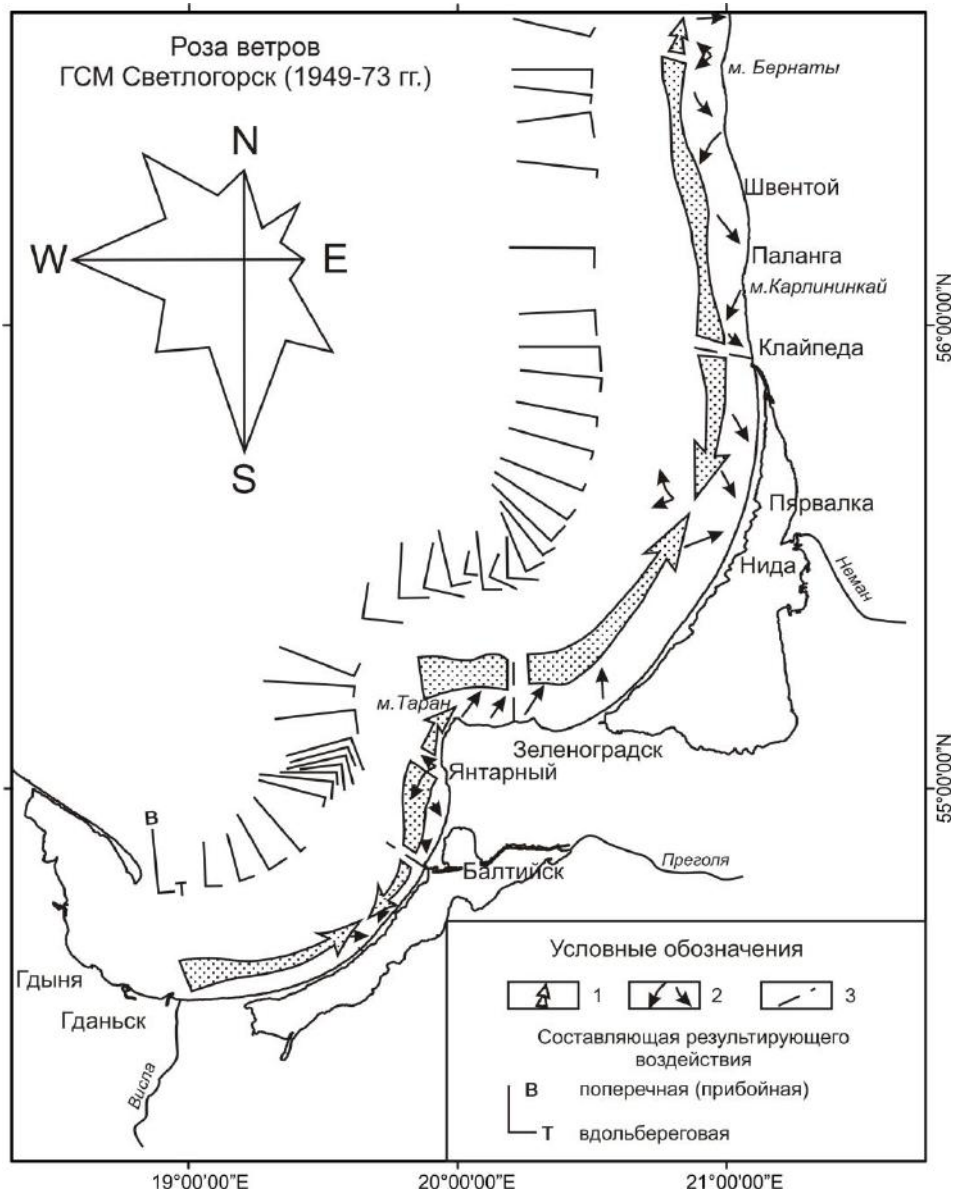 Роза ветров
ГСМ Светлогорск (1949-73 гг.)
N
W
E
S
м. Бернаты
Швентой
Паланга
м.Карлининкай
Клайпеда
56°00'00"N
Пярвалка
Нида
Неман
м.Таран
Зеленоградск
Янтарный
55°00'00"N
В
Т
Балтийск
Преголя
Гдыня
Гданьск
Висла
Условные обозначения
1
2
3
Составляющая результирующего
воздействия
В поперечная (прибойная)
Т вдольбереговая
19°00'00"E
20°00'00"E
21°00'00"E